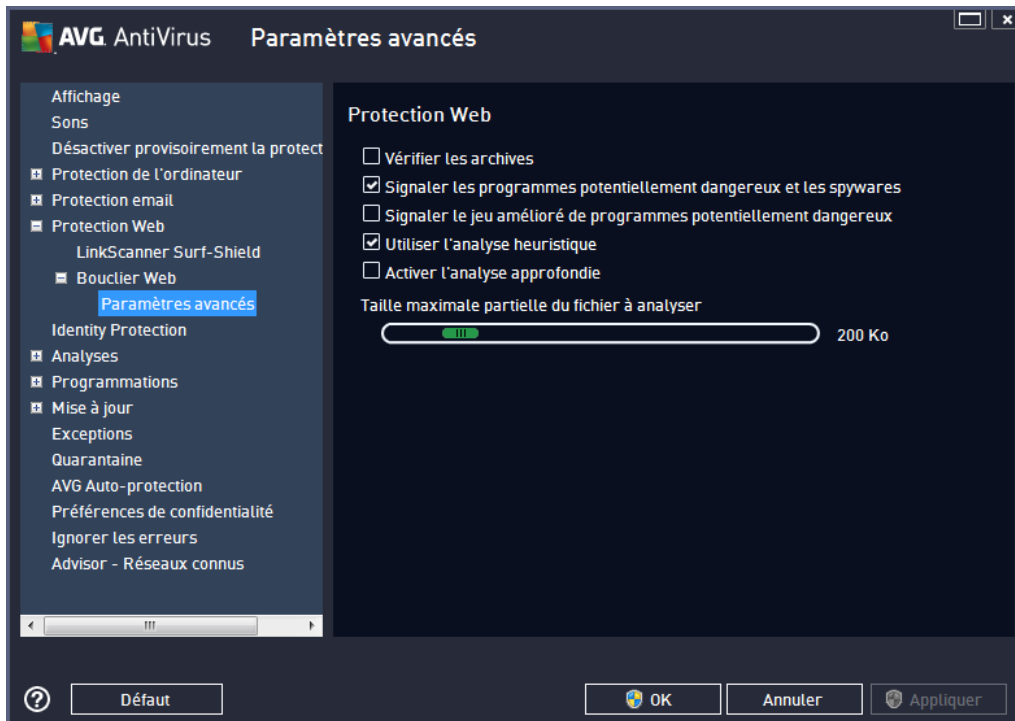 AVG AntiVirus Paramètres avancés
Affichage
Sons
Désactiver provisoirement la protect
Protection de l'ordinateur
Protection email
Protection Web
LinkScanner Surf-Shield
Bouclier Web
Paramètres avancés
Identity Protection
Analyses
Programmations
Mise à jour
Exceptions
Quarantaine
AVG Auto-protection
Préférences de confidentialité
Ignorer les erreurs
Advisor - Réseaux connus
Protection Web
Vérifier les archives
Signaler les programmes potentiellement dangereux et les spywares
Signaler le jeu amélioré de programmes potentiellement dangereux
Utiliser l'analyse heuristique
Activer l'analyse approfondie
Taille maximale partielle du fichier à analyser
200 Ko
Défaut
OK
Annuler
Appliquer